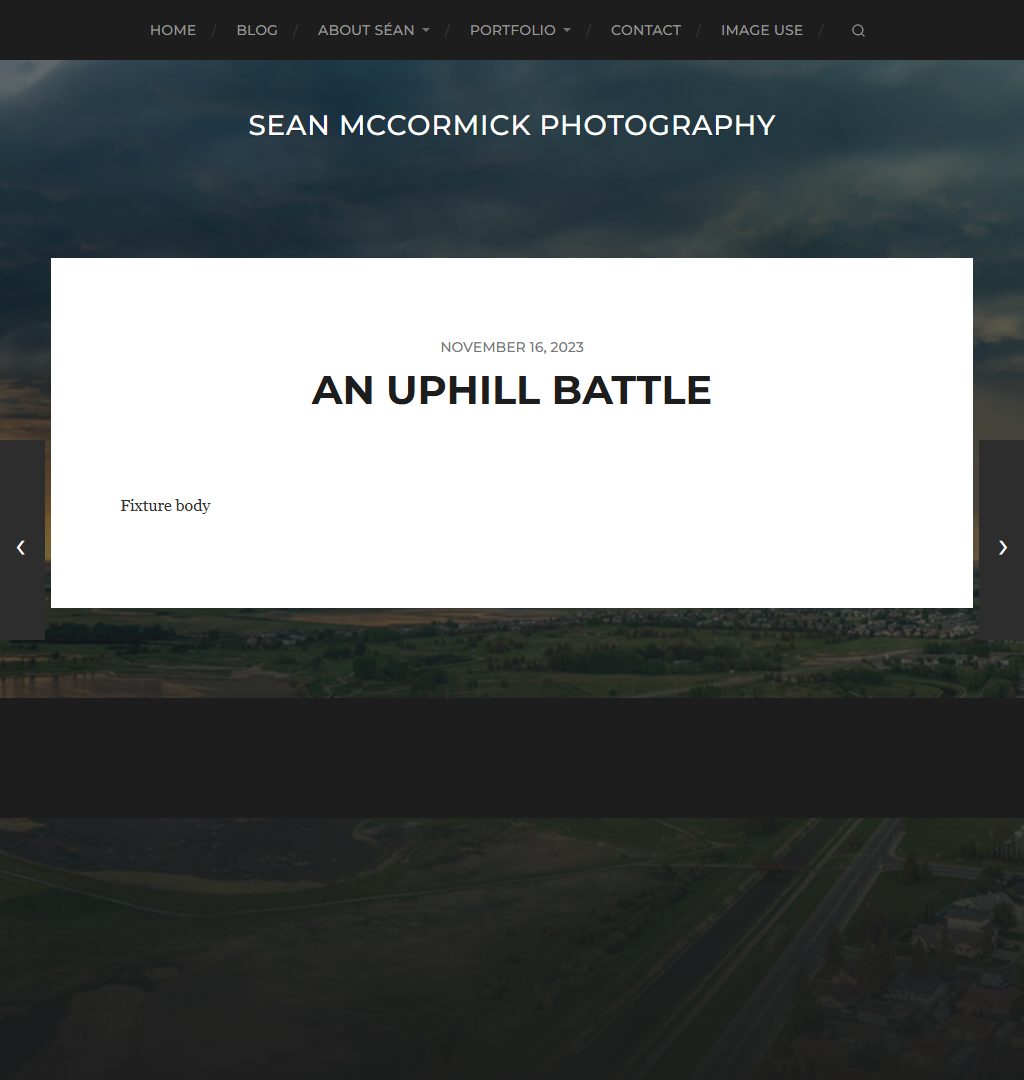 HOME / BLOG / ABOUT SÉAN / PORTFOLIO / CONTACT / IMAGE USE /
SEAN MCCORMICK PHOTOGRAPHY
NOVEMBER 16, 2023
AN UPHILL BATTLE
Fixture body